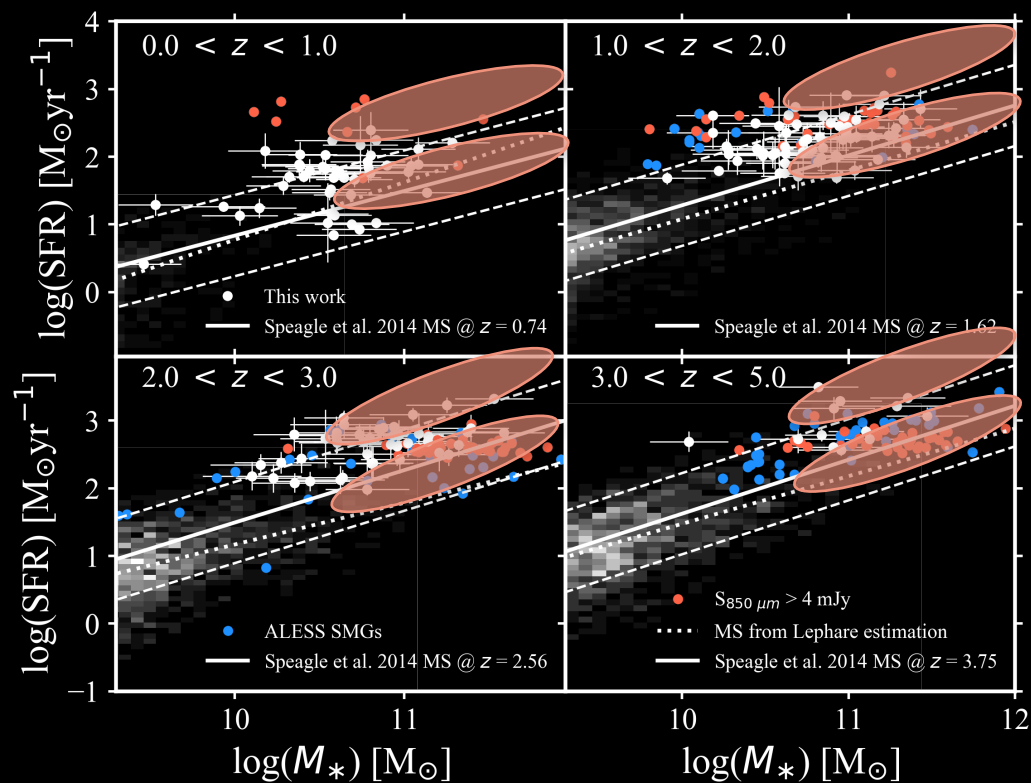 4
3
2
1
0
log(SFR) [M⊙yr⁻¹]
0.0 < z < 1.0
This work
Speagle et al. 2014 MS @ z = 0.74
1.0 < z < 2.0
Speagle et al. 2014 MS @ z = 1.62
3
2
1
0
−1
log(SFR) [M⊙yr⁻¹]
2.0 < z < 3.0
ALESS SMGs
Speagle et al. 2014 MS @ z = 2.56
3.0 < z < 5.0
S850 μm > 4 mJy
MS from Lephare estimation
Speagle et al. 2014 MS @ z = 3.75
10 11
10 11 12
log(M*) [M⊙]
log(M*) [M⊙]